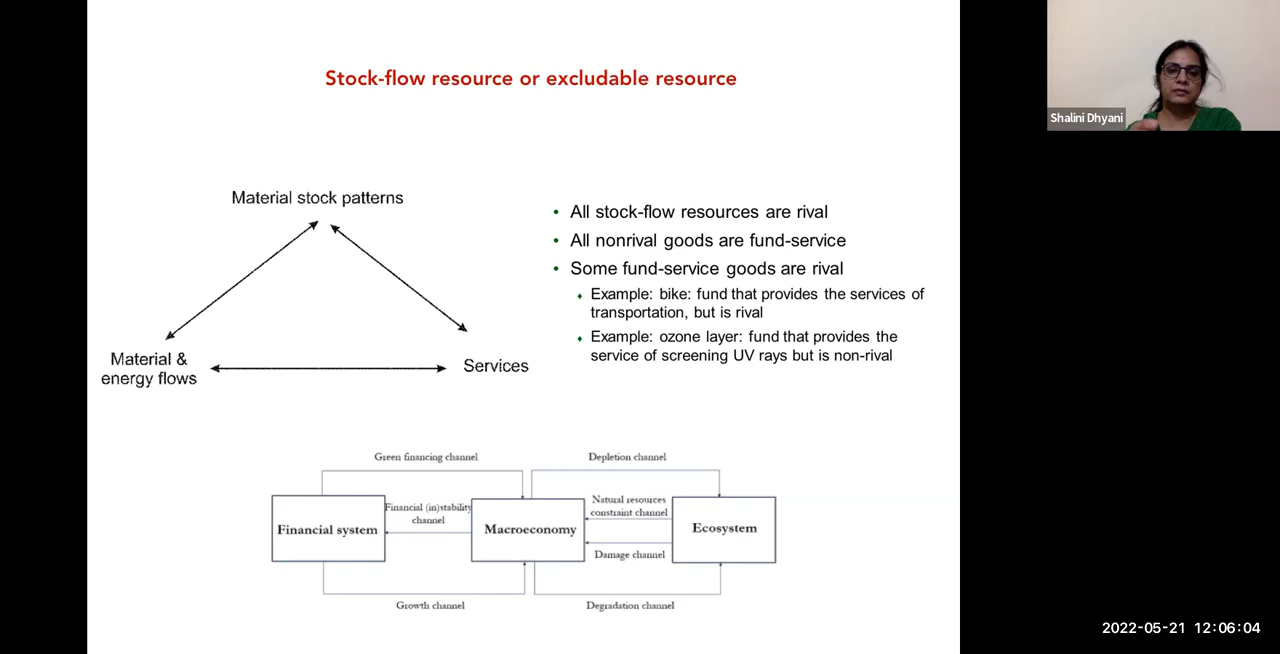 Stock-flow resource or excludable resource
Shalini Dhyani
Material stock patterns
Material &
energy flows
Services
• All stock-flow resources are rival
• All nonrival goods are fund-service
• Some fund-service goods are rival
Example: bike: fund that provides the services of
transportation, but is rival
Example: ozone layer: fund that provides the
service of screening UV rays but is non-rival
Green financing channel
Depletion channel
Financial system
Financial (in)stability
channel
Macroeconomy
Natural resources
constraint channel
Damage channel
Ecosystem
Growth channel
Degradation channel
2022-05-21 12:06:04